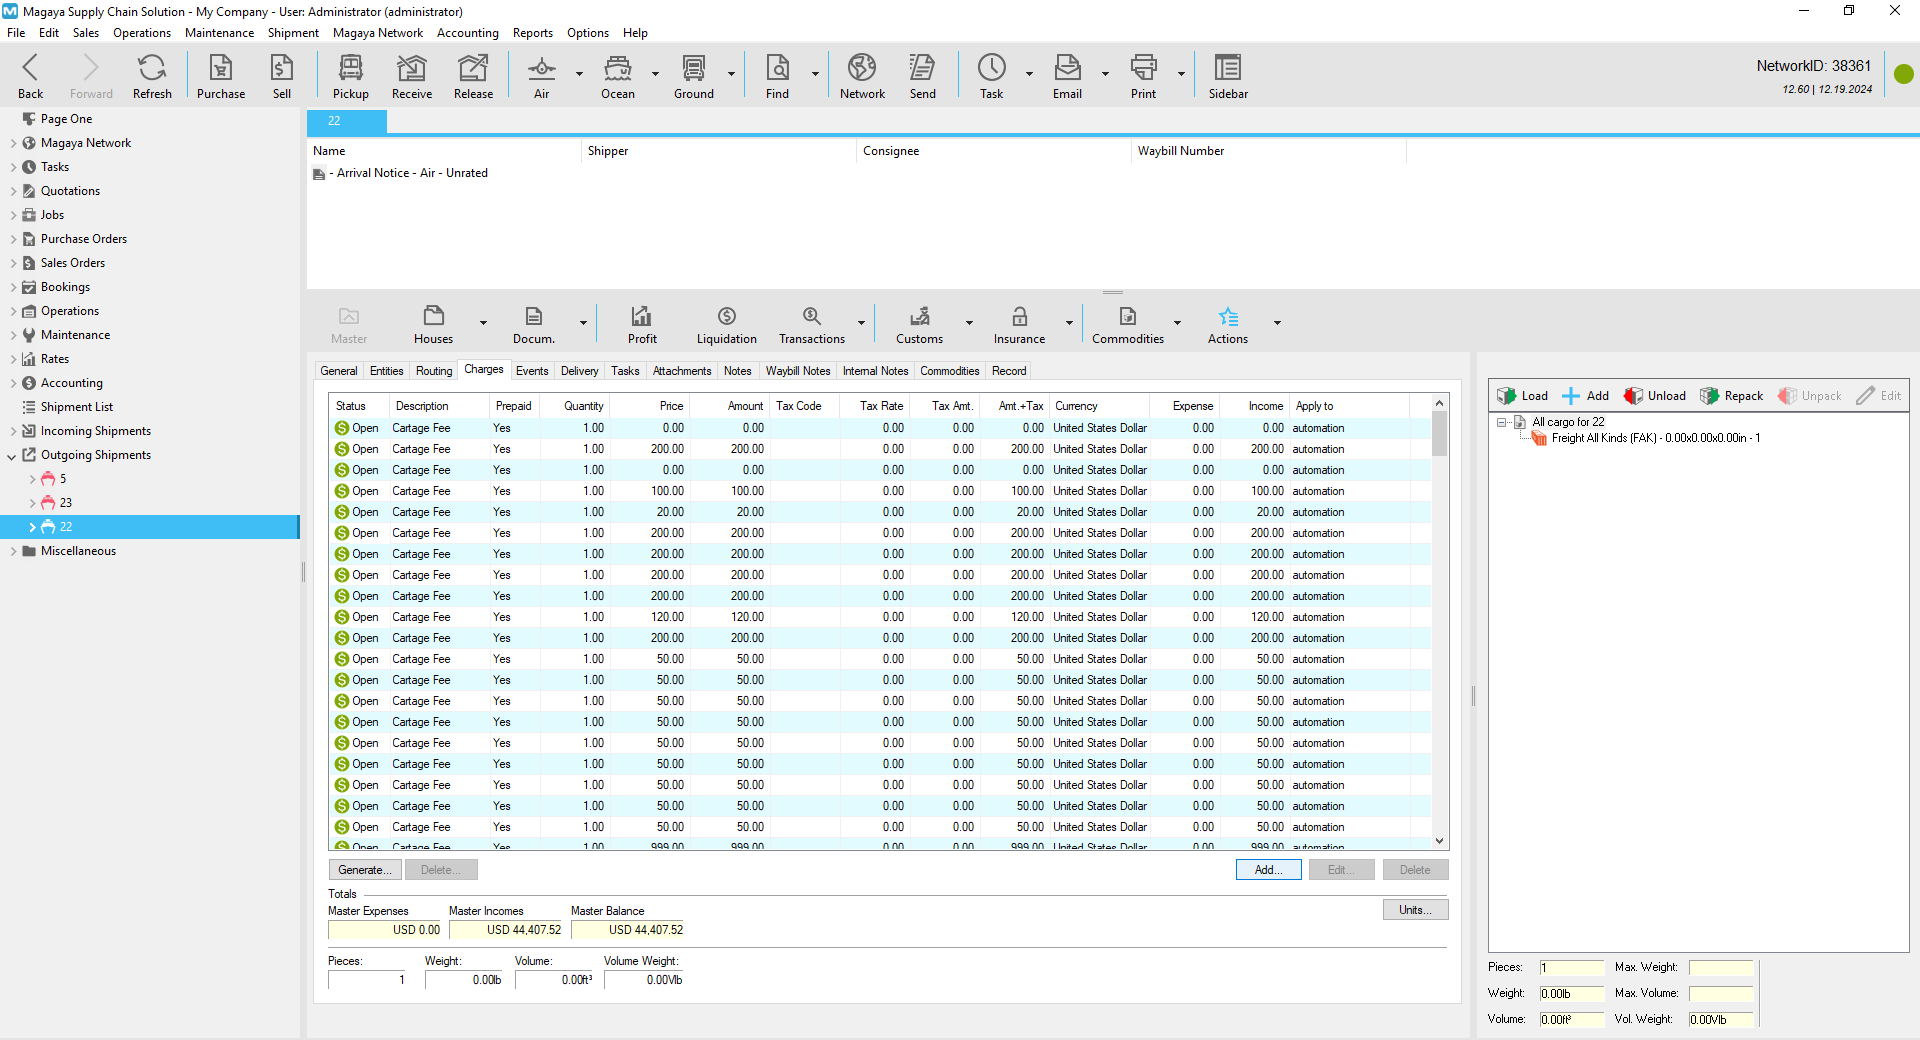 Magaya Supply Chain Solution - My Company - User: Administrator (administrator)
File Edit Sales Operations Maintenance Shipment Magaya Network Accounting Reports Options Help
Back Forward Refresh Purchase Sell Pickup Receive Release Air Ocean Ground Find Network Send Task Email Print Sidebar
NetworkID: 38361
12.60 | 12.19.2024
Page One
Magaya Network
Tasks
Quotations
Jobs
Purchase Orders
Sales Orders
Bookings
Operations
Maintenance
Rates
Accounting
Shipment List
Incoming Shipments
Outgoing Shipments
5
23
22
Miscellaneous
22
Name Shipper Consignee Waybill Number
- Arrival Notice - Air - Unrated
Master Houses Docum. Profit Liquidation Transactions Customs Insurance Commodities Actions
General Entities Routing Charges Events Delivery Tasks Attachments Notes Waybill Notes Internal Notes Commodities Record
Status Description Prepaid Quantity Price Amount Tax Code Tax Rate Tax Amt. Amt.+Tax Currency Expense Income Apply to
Open Cartage Fee Yes 1.00 0.00 0.00 0.00 0.00 0.00 United States Dollar 0.00 0.00 automation
Open Cartage Fee Yes 1.00 200.00 200.00 0.00 0.00 200.00 United States Dollar 0.00 200.00 automation
Open Cartage Fee Yes 1.00 0.00 0.00 0.00 0.00 0.00 United States Dollar 0.00 0.00 automation
Open Cartage Fee Yes 1.00 100.00 100.00 0.00 0.00 100.00 United States Dollar 0.00 100.00 automation
Open Cartage Fee Yes 1.00 20.00 20.00 0.00 0.00 20.00 United States Dollar 0.00 20.00 automation
Open Cartage Fee Yes 1.00 200.00 200.00 0.00 0.00 200.00 United States Dollar 0.00 200.00 automation
Open Cartage Fee Yes 1.00 200.00 200.00 0.00 0.00 200.00 United States Dollar 0.00 200.00 automation
Open Cartage Fee Yes 1.00 200.00 200.00 0.00 0.00 200.00 United States Dollar 0.00 200.00 automation
Open Cartage Fee Yes 1.00 200.00 200.00 0.00 0.00 200.00 United States Dollar 0.00 200.00 automation
Open Cartage Fee Yes 1.00 120.00 120.00 0.00 0.00 120.00 United States Dollar 0.00 120.00 automation
Open Cartage Fee Yes 1.00 200.00 200.00 0.00 0.00 200.00 United States Dollar 0.00 200.00 automation
Open Cartage Fee Yes 1.00 50.00 50.00 0.00 0.00 50.00 United States Dollar 0.00 50.00 automation
Open Cartage Fee Yes 1.00 50.00 50.00 0.00 0.00 50.00 United States Dollar 0.00 50.00 automation
Open Cartage Fee Yes 1.00 50.00 50.00 0.00 0.00 50.00 United States Dollar 0.00 50.00 automation
Open Cartage Fee Yes 1.00 50.00 50.00 0.00 0.00 50.00 United States Dollar 0.00 50.00 automation
Open Cartage Fee Yes 1.00 50.00 50.00 0.00 0.00 50.00 United States Dollar 0.00 50.00 automation
Open Cartage Fee Yes 1.00 50.00 50.00 0.00 0.00 50.00 United States Dollar 0.00 50.00 automation
Open Cartage Fee Yes 1.00 50.00 50.00 0.00 0.00 50.00 United States Dollar 0.00 50.00 automation
Open Cartage Fee Yes 1.00 50.00 50.00 0.00 0.00 50.00 United States Dollar 0.00 50.00 automation
Open Cartage Fee Yes 1.00 50.00 50.00 0.00 0.00 50.00 United States Dollar 0.00 50.00 automation
Open Cartage Fee Yes 1.00 999.00 999.00 0.00 0.00 999.00 United States Dollar 0.00 999.00 automation
Generate... Delete... Add... Edit... Delete
Totals
Master Expenses Master Incomes Master Balance Units...
USD 0.00 USD 44,407.52 USD 44,407.52
Pieces: Weight: Volume: Volume Weight:
1 0.00lb 0.00ft³ 0.00Vlb
Load Add Unload Repack Unpack Edit
All cargo for 22
Freight All Kinds (FAK) - 0.00x0.00x0.00in - 1
Pieces: 1 Max. Weight:
Weight: 0.00lb Max. Volume:
Volume: 0.00ft³ Vol. Weight: 0.00Vlb